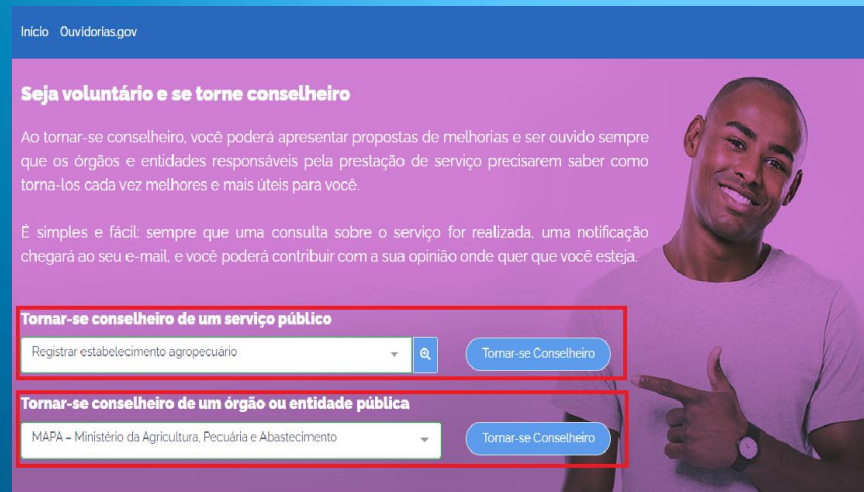 Início Ouvidorias.gov
Seja voluntário e se torne conselheiro
Ao tornar-se conselheiro, você poderá apresentar propostas de melhorias e ser ouvido sempre
que os órgãos e entidades responsáveis pela prestação de serviço precisarem saber como
torna-los cada vez melhores e mais úteis para você.
É simples e fácil: sempre que uma consulta sobre o serviço for realizada, uma notificação
chegará ao seu e-mail, e você poderá contribuir com a sua opinião onde quer que você esteja.
Tornar-se conselheiro de um serviço público
Registrar estabelecimento agropecuário Tornar-se Conselheiro
Tornar-se conselheiro de um órgão ou entidade pública
MAPA – Ministério da Agricultura, Pecuária e Abastecimento Tornar-se Conselheiro